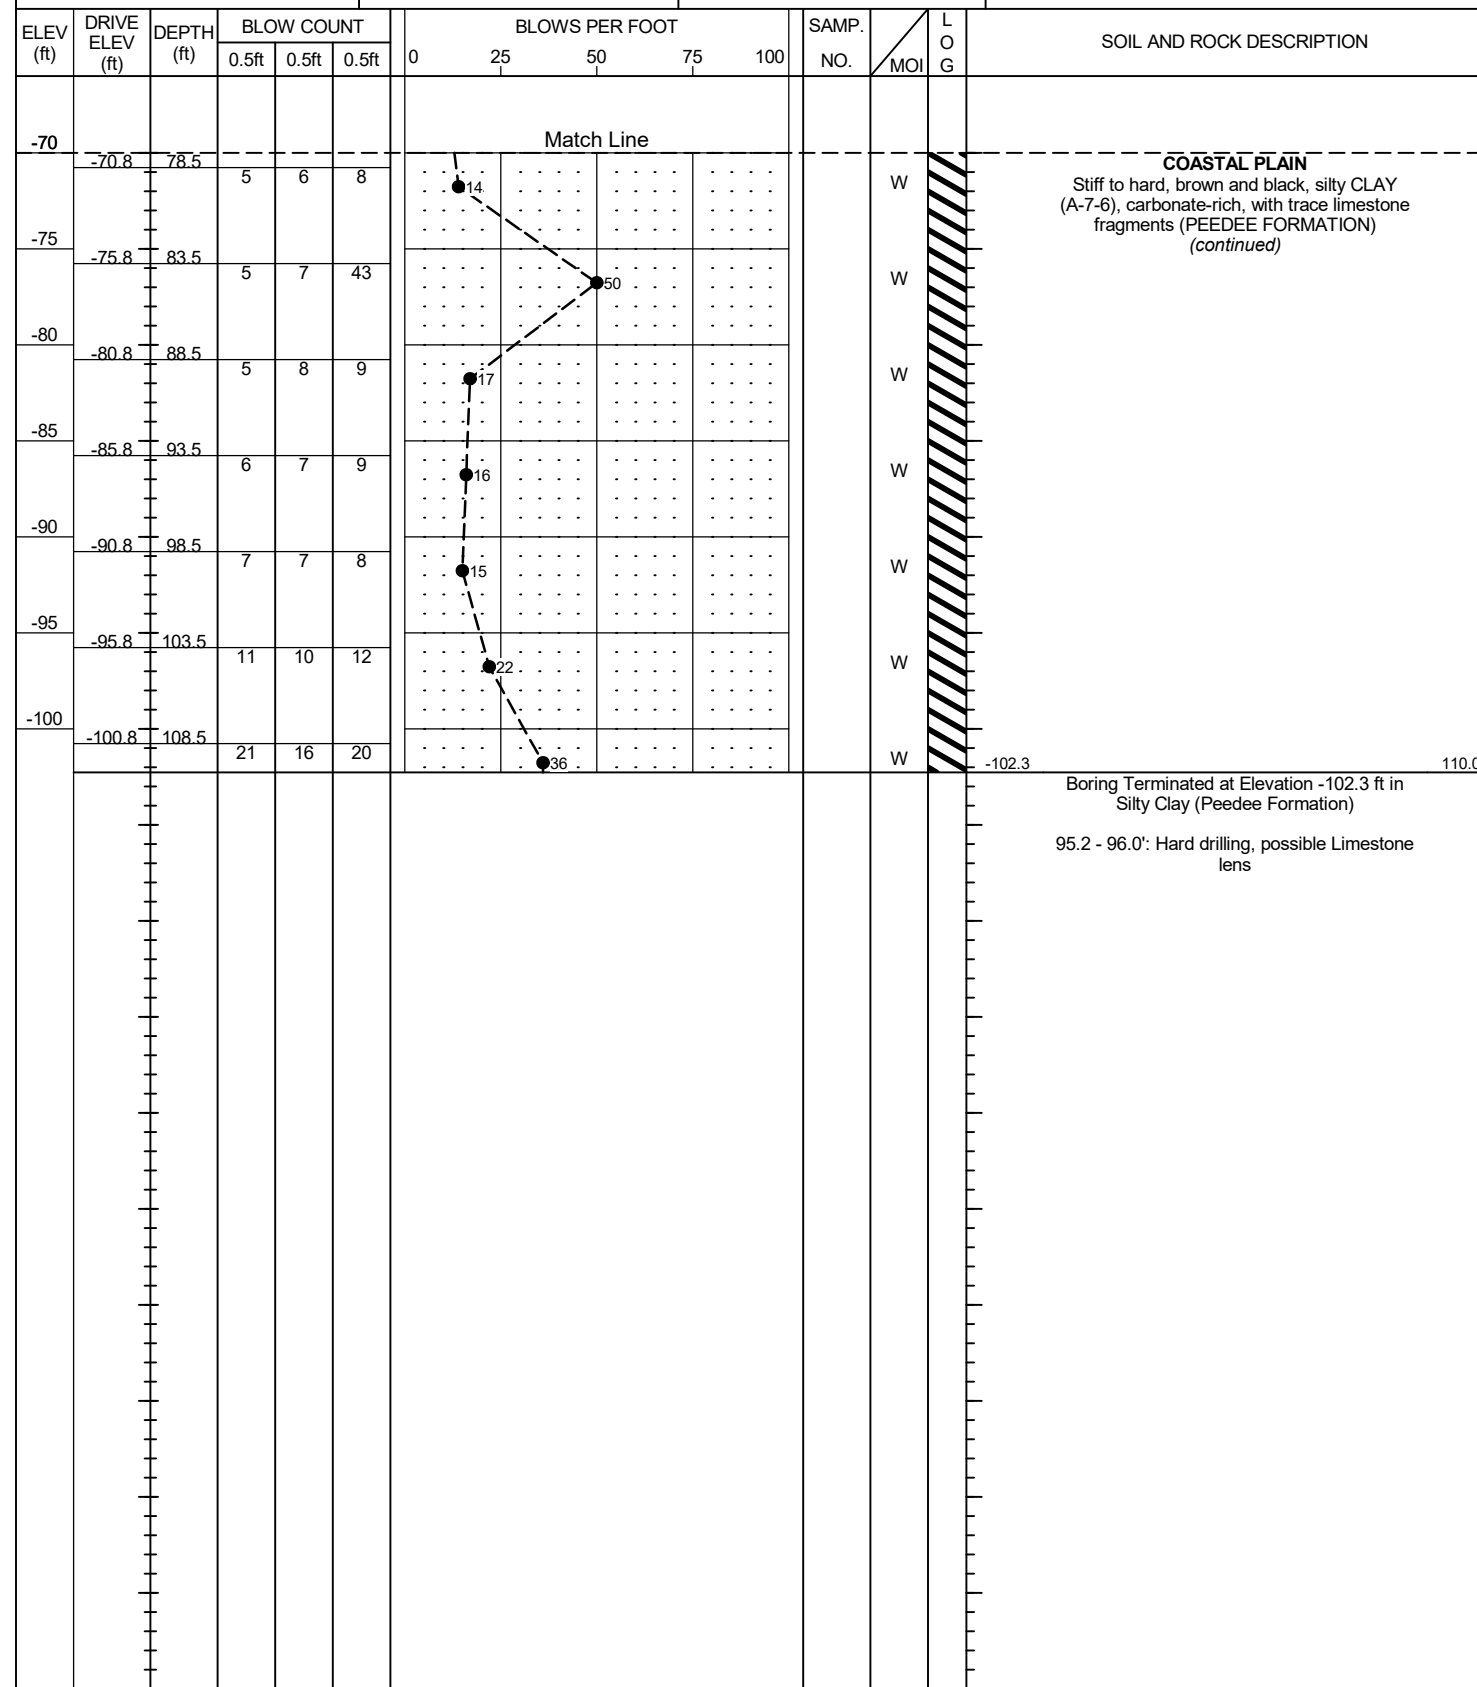 ELEV (ft) DRIVE ELEV (ft) DEPTH (ft) BLOW COUNT BLOWS PER FOOT SAMP. NO. MOI LOG SOIL AND ROCK DESCRIPTION
0.5ft 0.5ft 0.5ft 0 25 50 75 100
Match Line
-70
-70.8 78.5
5 6 8 14 W
COASTAL PLAIN
Stiff to hard, brown and black, silty CLAY
(A-7-6), carbonate-rich, with trace limestone
fragments (PEEDEE FORMATION)
(continued)
-75
-75.8 83.5
5 7 43 50 W
-80
-80.8 88.5
5 8 9 17 W
-85
-85.8 93.5
6 7 9 16 W
-90
-90.8 98.5
7 7 8 15 W
-95
-95.8 103.5
11 10 12 22 W
-100
-100.8 108.5
21 16 20 36 W
-102.3 110.0
Boring Terminated at Elevation -102.3 ft in
Silty Clay (Peedee Formation)
95.2 - 96.0': Hard drilling, possible Limestone
lens